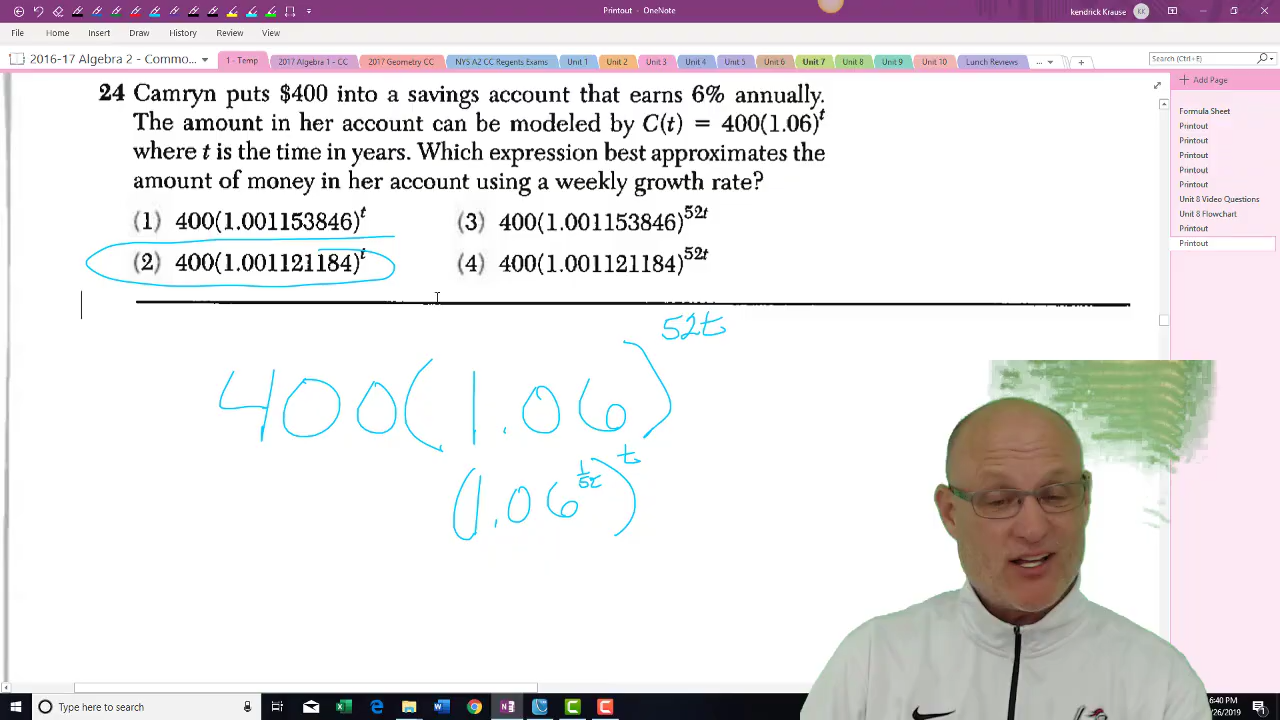 Printout - OneNote
kendrick Krause
KK
File Home Insert Draw History Review View
2016-17 Algebra 2 - Commo...
1 - Temp
2017 Algebra 1 - CC
2017 Geometry CC
NYS A2 CC Regents Exams
Unit 1
Unit 2
Unit 3
Unit 4
Unit 5
Unit 6
Unit 7
Unit 8
Unit 9
Unit 10
Lunch Reviews
...
Search (Ctrl+E)
Add Page
Formula Sheet
Printout
Printout
Printout
Printout
Printout
Unit 8 Video Questions
Unit 8 Flowchart
Printout
Printout
24 Camryn puts $400 into a savings account that earns 6% annually.
The amount in her account can be modeled by C(t) = 400(1.06)^t
where t is the time in years. Which expression best approximates the
amount of money in her account using a weekly growth rate?
(1) 400(1.001153846)^t (3) 400(1.001153846)^52t
(2) 400(1.001121184)^t (4) 400(1.001121184)^52t
400(1.06)^52t
(1.06^1/52)^t
Type here to search
6:40 PM